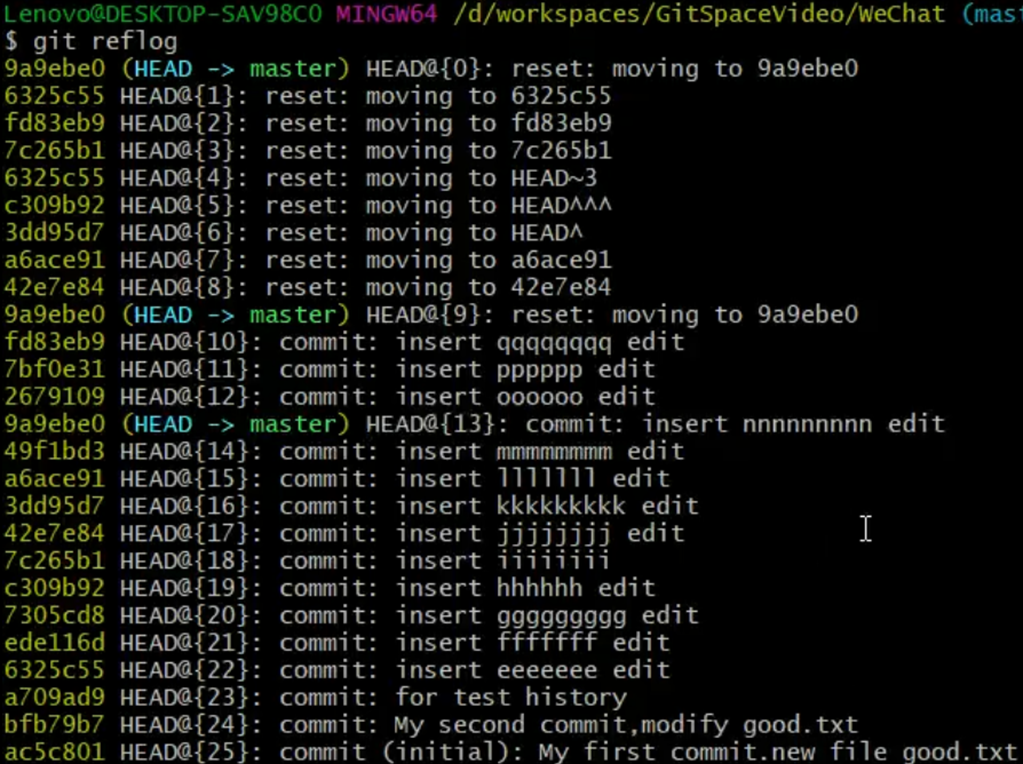 Lenovo@DESKTOP-SAV98C0 MINGW64 /d/workspaces/GitSpaceVideo/WeChat (mast
$ git reflog
9a9ebe0 (HEAD -> master) HEAD@{0}: reset: moving to 9a9ebe0
6325c55 HEAD@{1}: reset: moving to 6325c55
fd83eb9 HEAD@{2}: reset: moving to fd83eb9
7c265b1 HEAD@{3}: reset: moving to 7c265b1
6325c55 HEAD@{4}: reset: moving to HEAD~3
c309b92 HEAD@{5}: reset: moving to HEAD^^^
3dd95d7 HEAD@{6}: reset: moving to HEAD^
a6ace91 HEAD@{7}: reset: moving to a6ace91
42e7e84 HEAD@{8}: reset: moving to 42e7e84
9a9ebe0 (HEAD -> master) HEAD@{9}: reset: moving to 9a9ebe0
fd83eb9 HEAD@{10}: commit: insert qqqqqqqq edit
7bf0e31 HEAD@{11}: commit: insert pppppp edit
2679109 HEAD@{12}: commit: insert oooooo edit
9a9ebe0 (HEAD -> master) HEAD@{13}: commit: insert nnnnnnnnn edit
49f1bd3 HEAD@{14}: commit: insert mmmmmmmm edit
a6ace91 HEAD@{15}: commit: insert lllllll edit
3dd95d7 HEAD@{16}: commit: insert kkkkkkkkk edit
42e7e84 HEAD@{17}: commit: insert jjjjjjjj edit
7c265b1 HEAD@{18}: commit: insert iiiiiiii
c309b92 HEAD@{19}: commit: insert hhhhhh edit
7305cd8 HEAD@{20}: commit: insert ggggggggg edit
ede116d HEAD@{21}: commit: insert fffffff edit
6325c55 HEAD@{22}: commit: insert eeeeeee edit
a709ad9 HEAD@{23}: commit: for test history
bfb79b7 HEAD@{24}: commit: My second commit,modify good.txt
ac5c801 HEAD@{25}: commit (initial): My first commit.new file good.txt